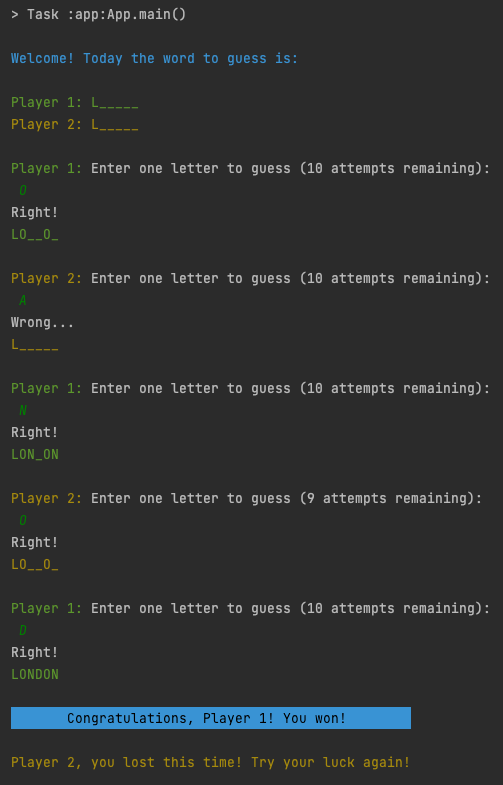 > Task :app:App.main()
Welcome! Today the word to guess is:
Player 1: L_____
Player 2: L_____
Player 1: Enter one letter to guess (10 attempts remaining):
O
Right!
LO__O_
Player 2: Enter one letter to guess (10 attempts remaining):
A
Wrong...
L_____
Player 1: Enter one letter to guess (10 attempts remaining):
N
Right!
LON_ON
Player 2: Enter one letter to guess (9 attempts remaining):
O
Right!
LO__O_
Player 1: Enter one letter to guess (10 attempts remaining):
D
Right!
LONDON
Congratulations, Player 1! You won!
Player 2, you lost this time! Try your luck again!